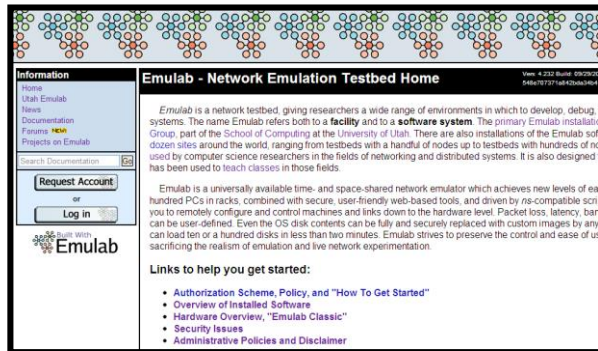 Information
Home
Utah Emulab
News
Documentation
Forums NEW!
Projects on Emulab
Search Documentation Go
Request Account
or
Log in
Built With
Emulab
Emulab - Network Emulation Testbed Home
Vers: 4.232 Build: 09/29/20
Emulab is a network testbed, giving researchers a wide range of environments in which to develop, debug,
systems. The name Emulab refers both to a facility and to a software system. The primary Emulab installatio
Group, part of the School of Computing at the University of Utah. There are also installations of the Emulab sof
dozen sites around the world, ranging from testbeds with a handful of nodes up to testbeds with hundreds of no
used by computer science researchers in the fields of networking and distributed systems. It is also designed
has been used to teach classes in those fields.
Emulab is a universally available time- and space-shared network emulator which achieves new levels of ea
hundred PCs in racks, combined with secure, user-friendly web-based tools, and driven by ns-compatible scri
you to remotely configure and control machines and links down to the hardware level. Packet loss, latency, ban
can be user-defined. Even the OS disk contents can be fully and securely replaced with custom images by any
can load ten or a hundred disks in less than two minutes. Emulab strives to preserve the control and ease of us
sacrificing the realism of emulation and live network experimentation.
Links to help you get started:
• Authorization Scheme, Policy, and "How To Get Started"
• Overview of Installed Software
• Hardware Overview, "Emulab Classic"
• Security Issues
• Administrative Policies and Disclaimer